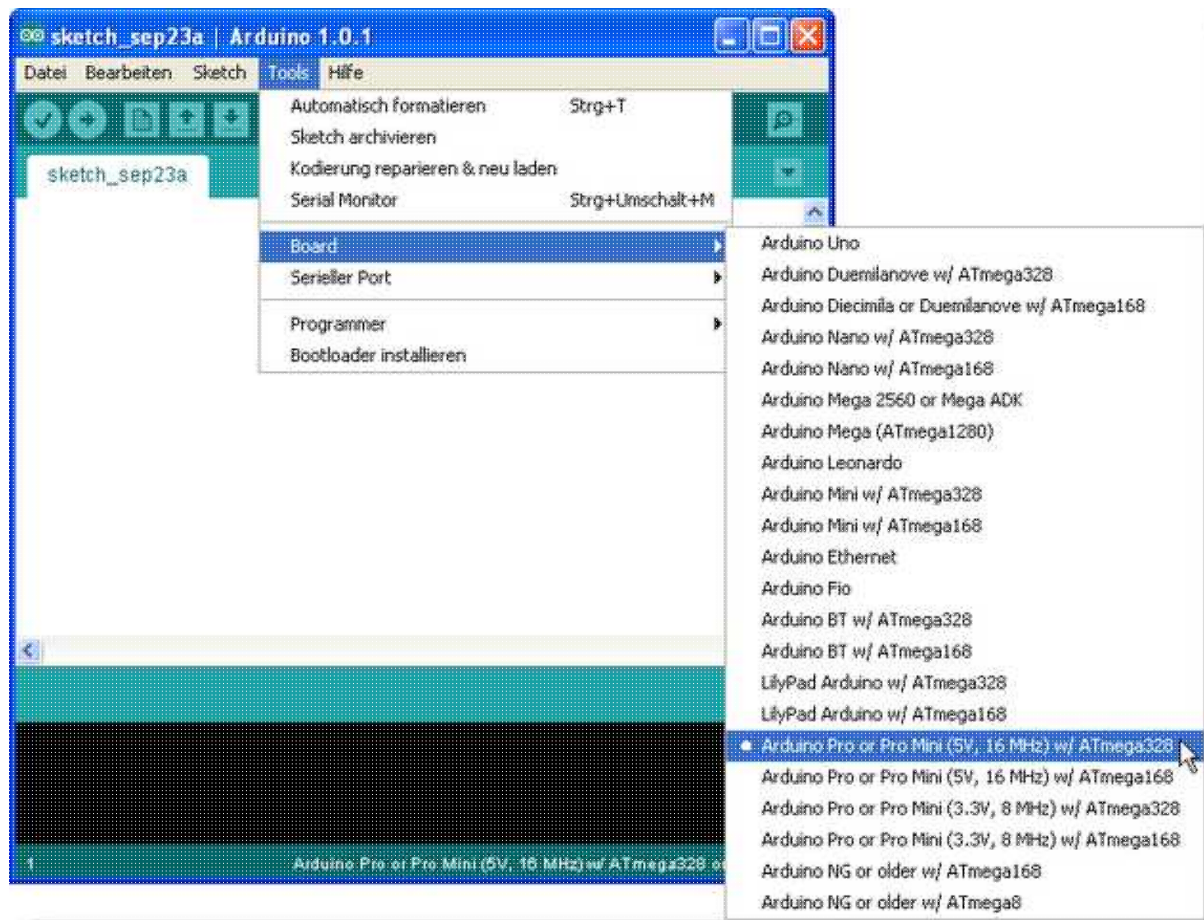 sketch_sep23a | Arduino 1.0.1
Datei Bearbeiten Sketch Tools Hilfe
sketch_sep23a
Automatisch formatieren Strg+T
Sketch archivieren
Kodierung reparieren & neu laden
Serial Monitor Strg+Umschalt+M
Board
Serieller Port
Programmer
Bootloader installieren
Arduino Uno
Arduino Duemilanove w/ ATmega328
Arduino Diecimila or Duemilanove w/ ATmega168
Arduino Nano w/ ATmega328
Arduino Nano w/ ATmega168
Arduino Mega 2560 or Mega ADK
Arduino Mega (ATmega1280)
Arduino Leonardo
Arduino Mini w/ ATmega328
Arduino Mini w/ ATmega168
Arduino Ethernet
Arduino Fio
Arduino BT w/ ATmega328
Arduino BT w/ ATmega168
LilyPad Arduino w/ ATmega328
LilyPad Arduino w/ ATmega168
Arduino Pro or Pro Mini (5V, 16 MHz) w/ ATmega328
Arduino Pro or Pro Mini (5V, 16 MHz) w/ ATmega168
Arduino Pro or Pro Mini (3.3V, 8 MHz) w/ ATmega328
Arduino Pro or Pro Mini (3.3V, 8 MHz) w/ ATmega168
Arduino NG or older w/ ATmega168
Arduino NG or older w/ ATmega8
1 Arduino Pro or Pro Mini (5V, 16 MHz) w/ ATmega328